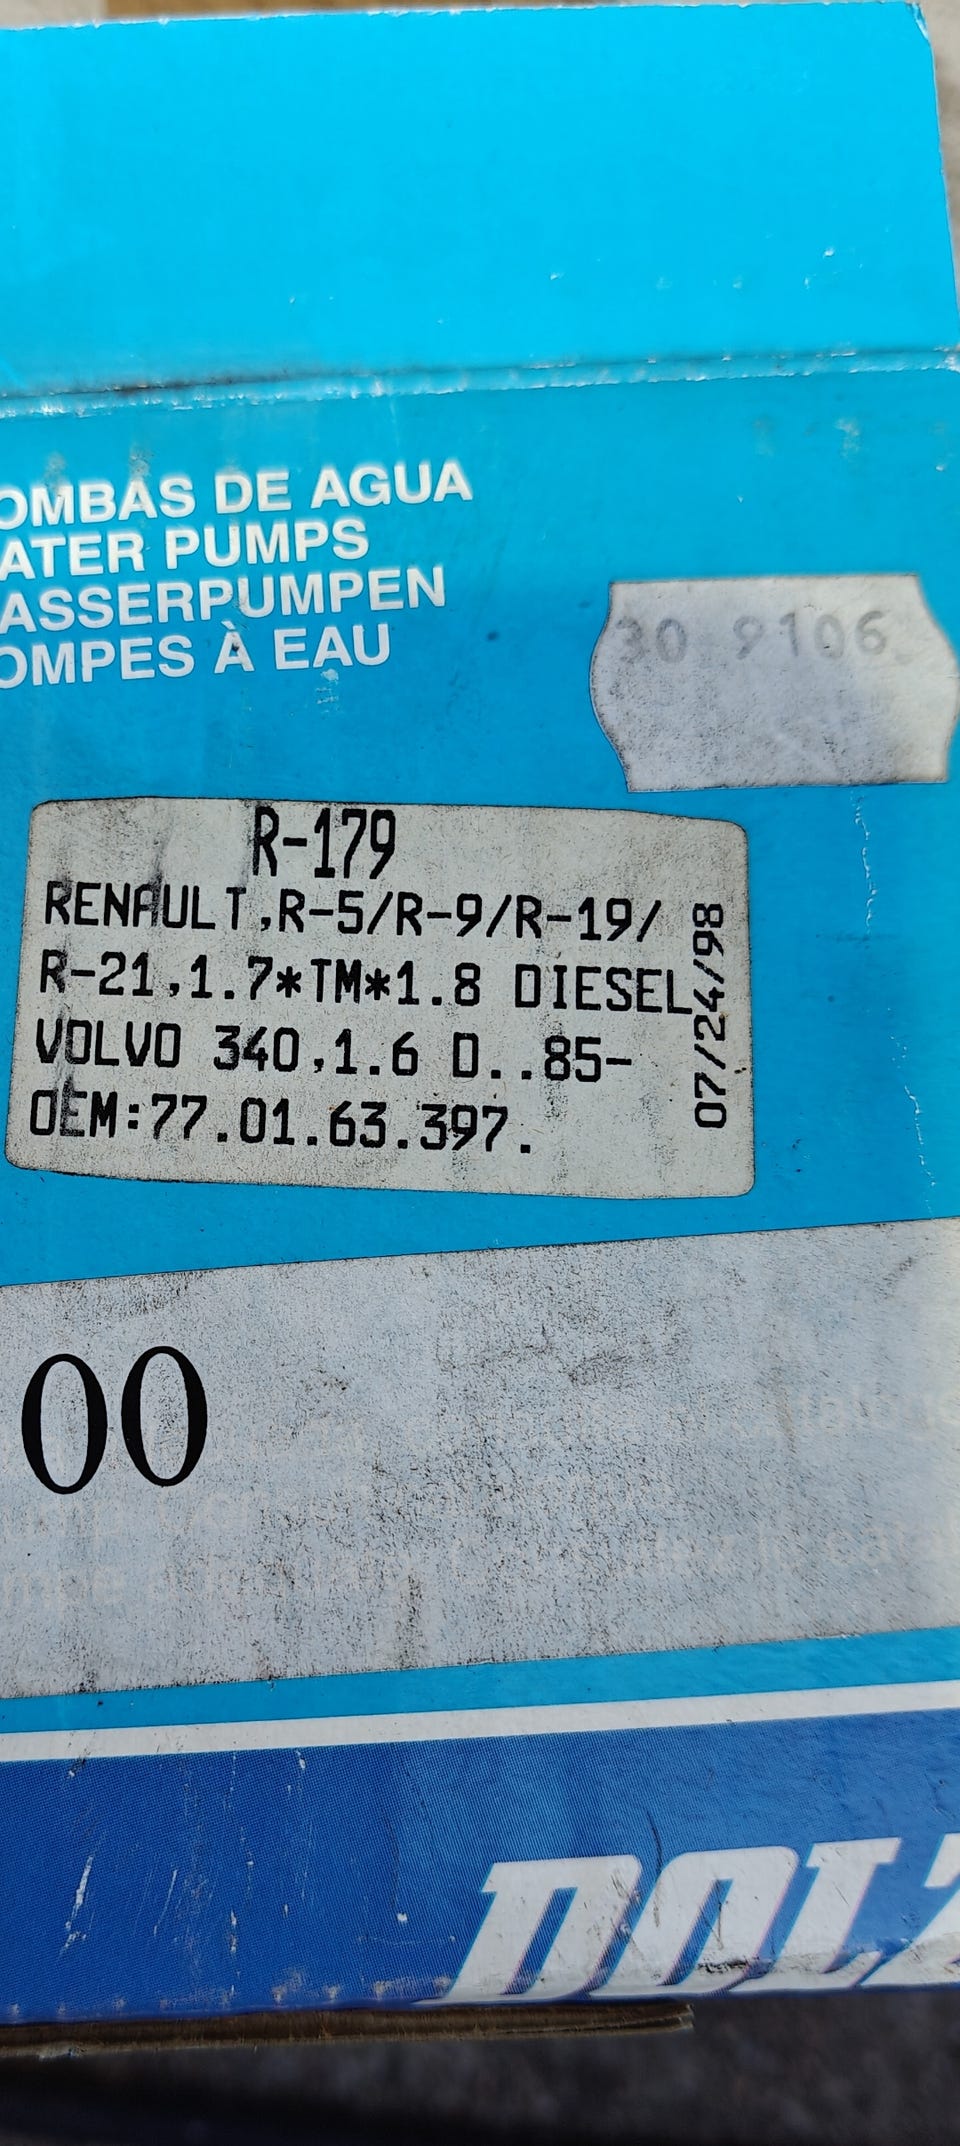 OMBAS DE AGUA
ATER PUMPS
ASSERPUMPEN
OMPES À EAU
30 9106
R-179
RENAULT,R-5/R-9/R-19/
R-21,1.7*TM*1.8 DIESEL
VOLVO 340,1.6 D..85-
OEM:77.01.63.397.
07/24/98
00
DOLZ